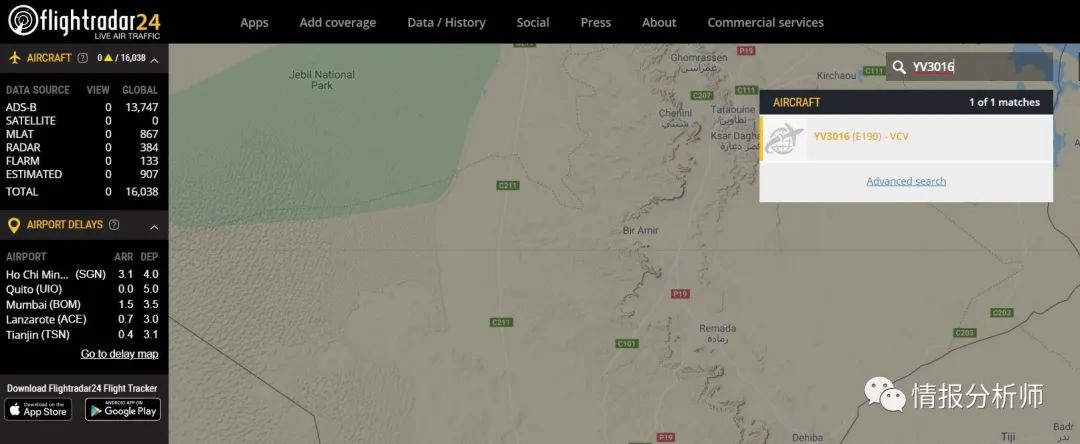 flightradar24
LIVE AIR TRAFFIC
Apps
Add coverage
Data / History
Social
Press
About
Commercial services
AIRCRAFT ? 0 / 16,038
DATA SOURCE VIEW GLOBAL
ADS-B 0 13,747
SATELLITE 0 0
MLAT 0 867
RADAR 0 384
FLARM 0 133
ESTIMATED 0 907
TOTAL 0 16,038
AIRPORT DELAYS ?
AIRPORT ARR DEP
Ho Chi Min... (SGN) 3.1 4.0
Quito (UIO) 0.0 5.0
Mumbai (BOM) 1.5 3.5
Lanzarote (ACE) 0.7 3.0
Tianjin (TSN) 0.4 3.1
Go to delay map
Download Flightradar24 Flight Tracker
Download on the
App Store
ANDROID APP ON
Google Play
YV3016
AIRCRAFT 1 of 1 matches
YV3016 (E190) - VCV
Advanced search
Jebil National
Park
C211
Ghomrassen
غمراسن
P19
Kirchaou
C111
C111
C207
Tataouine
تطاوين
Chenini
شنيني
Ksar Dagha
قصر دغارة
C211
Bir Amir
P19
C211
C101
Remada
رمادة
C203
C203
Dehiba
Tiji
Badr
بدر
情报分析师